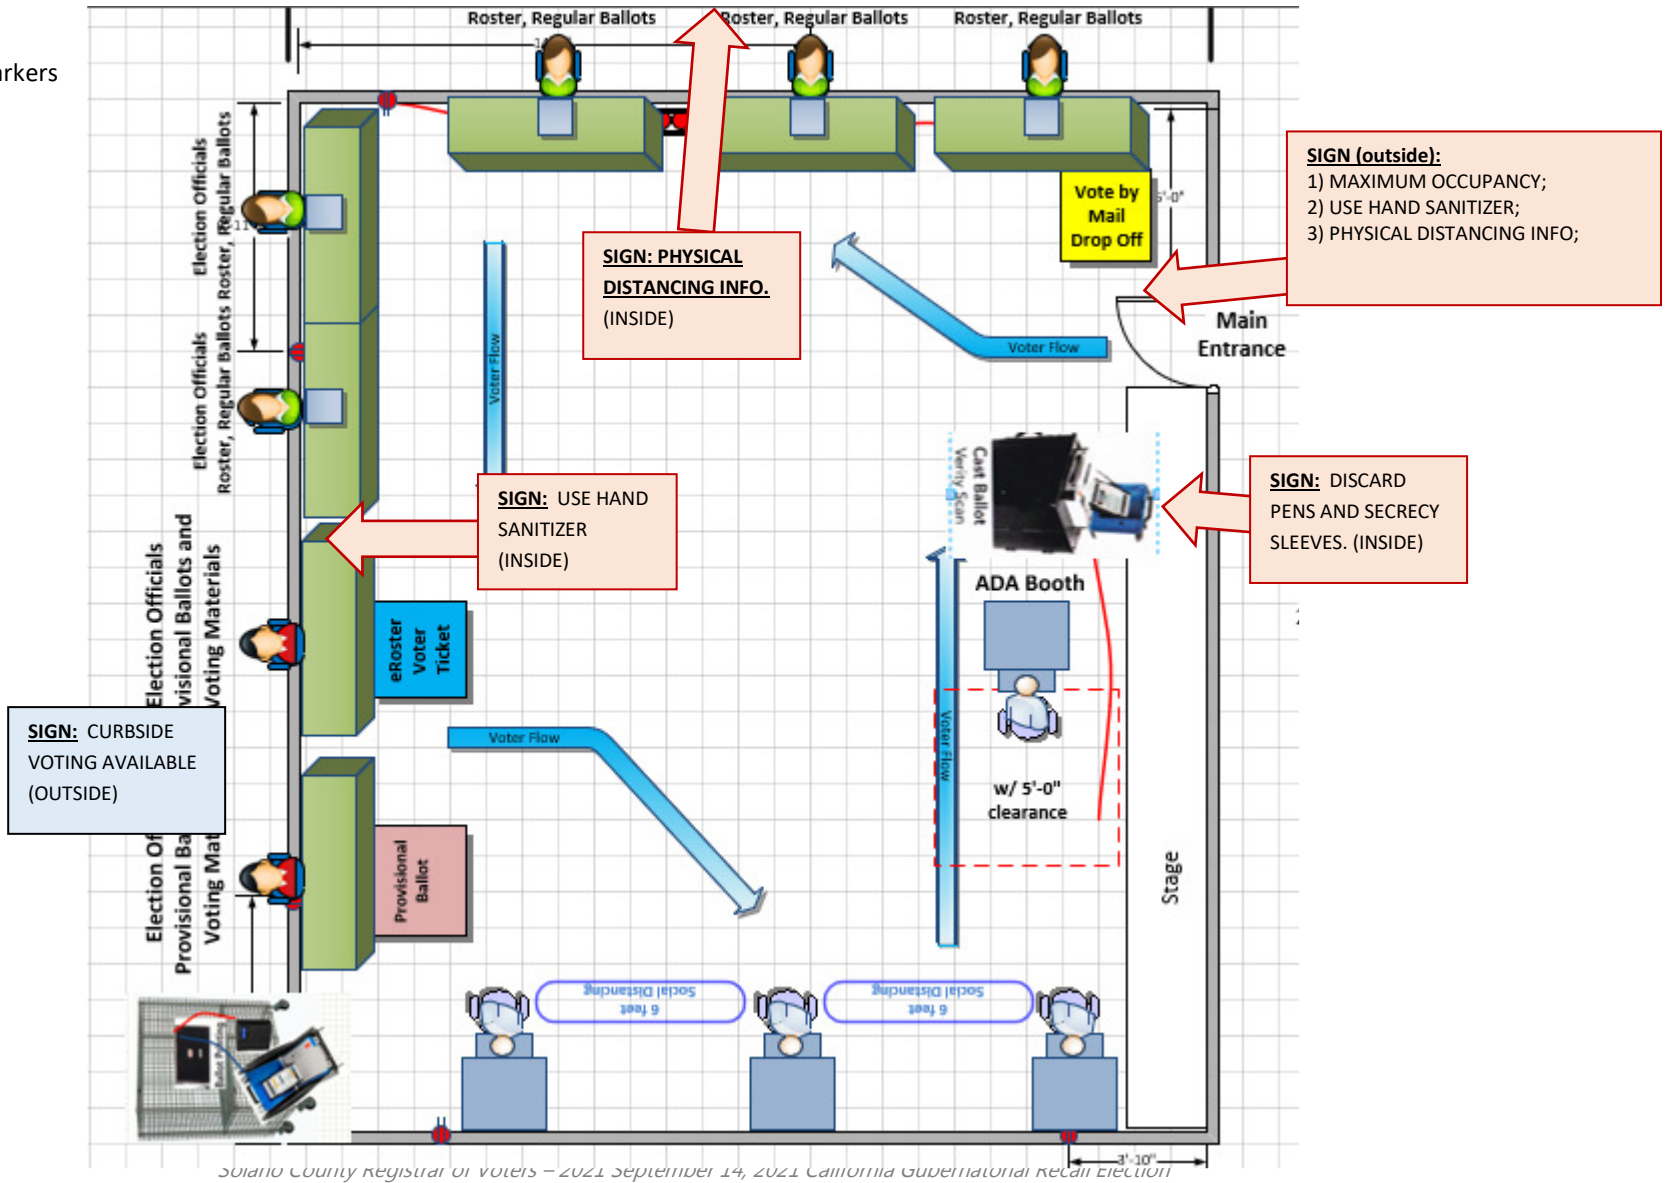 Roster, Regular Ballots
Roster, Regular Ballots
Roster, Regular Ballots
Election Officials
Roster, Regular Ballots
Election Officials
Roster, Regular Ballots
Vote by
Mail
Drop Off
SIGN (outside):
1) MAXIMUM OCCUPANCY;
2) USE HAND SANITIZER;
3) PHYSICAL DISTANCING INFO;
SIGN: PHYSICAL
DISTANCING INFO.
(INSIDE)
Main
Entrance
Voter Flow
Voter Flow
Cast Ballot
Verity Scan
SIGN: DISCARD
PENS AND SECRECY
SLEEVES. (INSIDE)
SIGN: USE HAND
SANITIZER
(INSIDE)
ADA Booth
w/ 5'-0"
clearance
Voter Flow
Stage
Election Officials
visional Ballots and
Voting Materials
eRoster
Voter
Ticket
SIGN: CURBSIDE
VOTING AVAILABLE
(OUTSIDE)
Voter Flow
Election Of
Provisional Ba
Voting Mat
Provisional
Ballot
6 feet
Social Distancing
6 feet
Social Distancing
3'-10"
Solano County Registrar of Voters – 2021 September 14, 2021 California Gubernatorial Recall Election